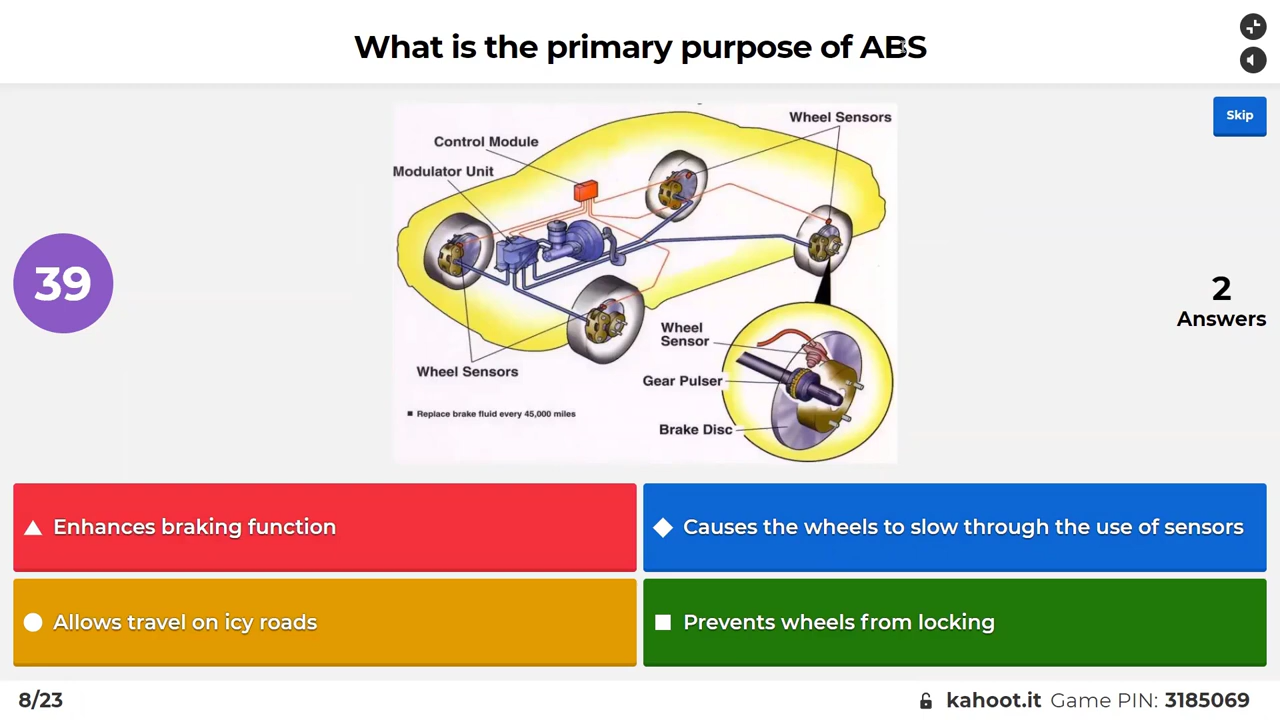 What is the primary purpose of ABS
Skip
Wheel Sensors
Control Module
Modulator Unit
39
2
Answers
Wheel
Sensor
Wheel Sensors
Gear Pulser
▪ Replace brake fluid every 45,000 miles
Brake Disc
Enhances braking function
Causes the wheels to slow through the use of sensors
Allows travel on icy roads
Prevents wheels from locking
8/23
kahoot.it Game PIN: 3185069